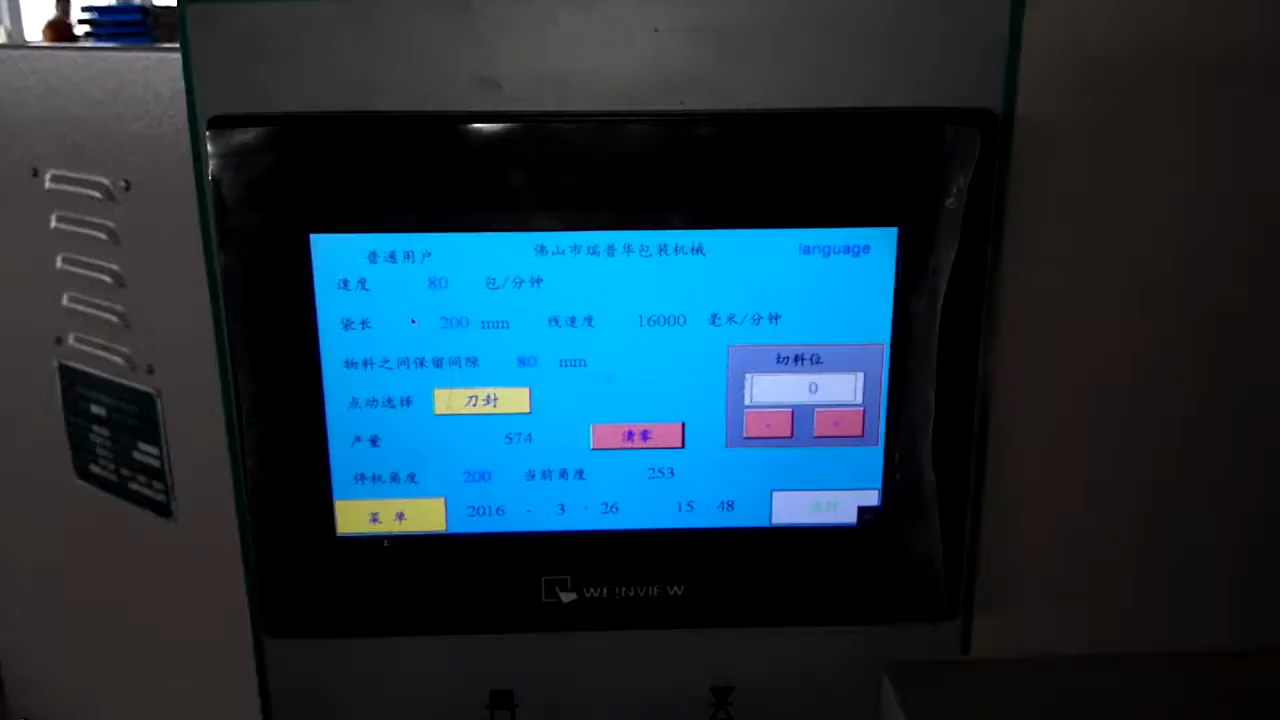 普通用户 佛山市瑞普华包装机械 language
速度 80 包/分钟
袋长 200 mm 线速度 16000 毫米/分钟
物料之间保留间隙 80 mm
切料位
0
- +
点动选择 刀封
产量 574 清零
停机角度 200 当前角度 253
菜单 2016 - 3 - 26 15 : 48
WEINVIEW